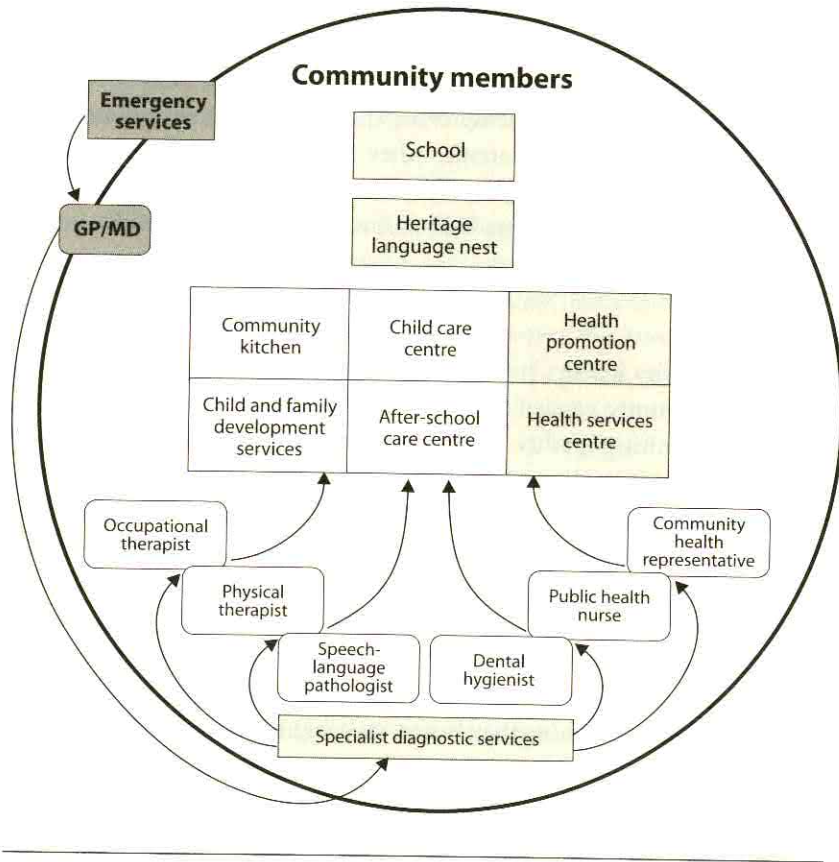 Community members
Emergency
services
School
GP/MD
Heritage
language nest
Community
kitchen
Child care
centre
Health
promotion
centre
Child and family
development
services
After-school
care centre
Health services
centre
Occupational
therapist
Community
health
representative
Physical
therapist
Public health
nurse
Speech-
language
pathologist
Dental
hygienist
Specialist diagnostic services